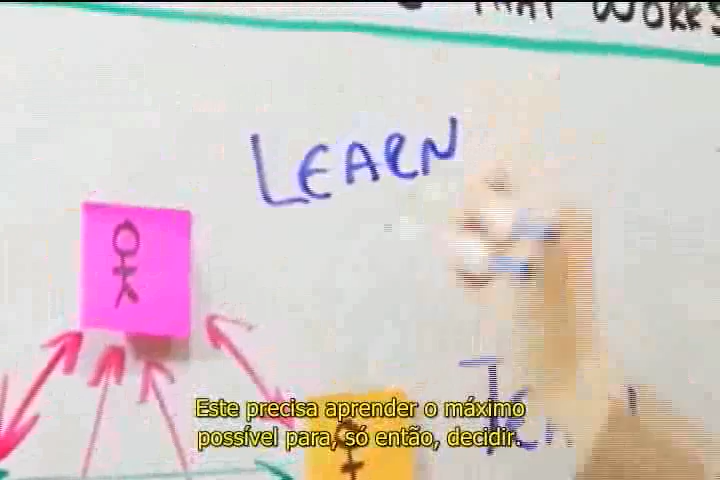 THAT WORKS
LEARN
Este precisa aprender o máximo
possível para, só então, decidir.